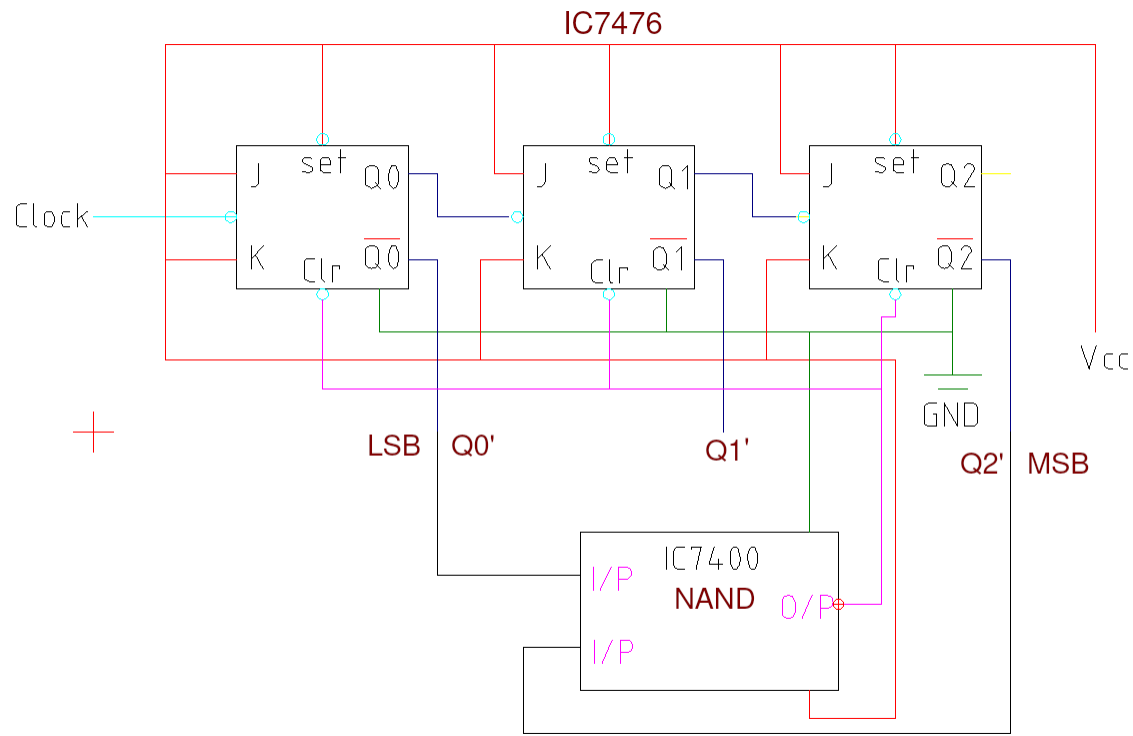 IC7476
set
set
set
J
Q0
J
Q1
J
Q2
Clock
K
Clr
Q0
K
Clr
Q1
K
Clr
Q2
Vcc
GND
LSB Q0'
Q1'
Q2' MSB
IC7400
I/P
NAND
O/P
I/P